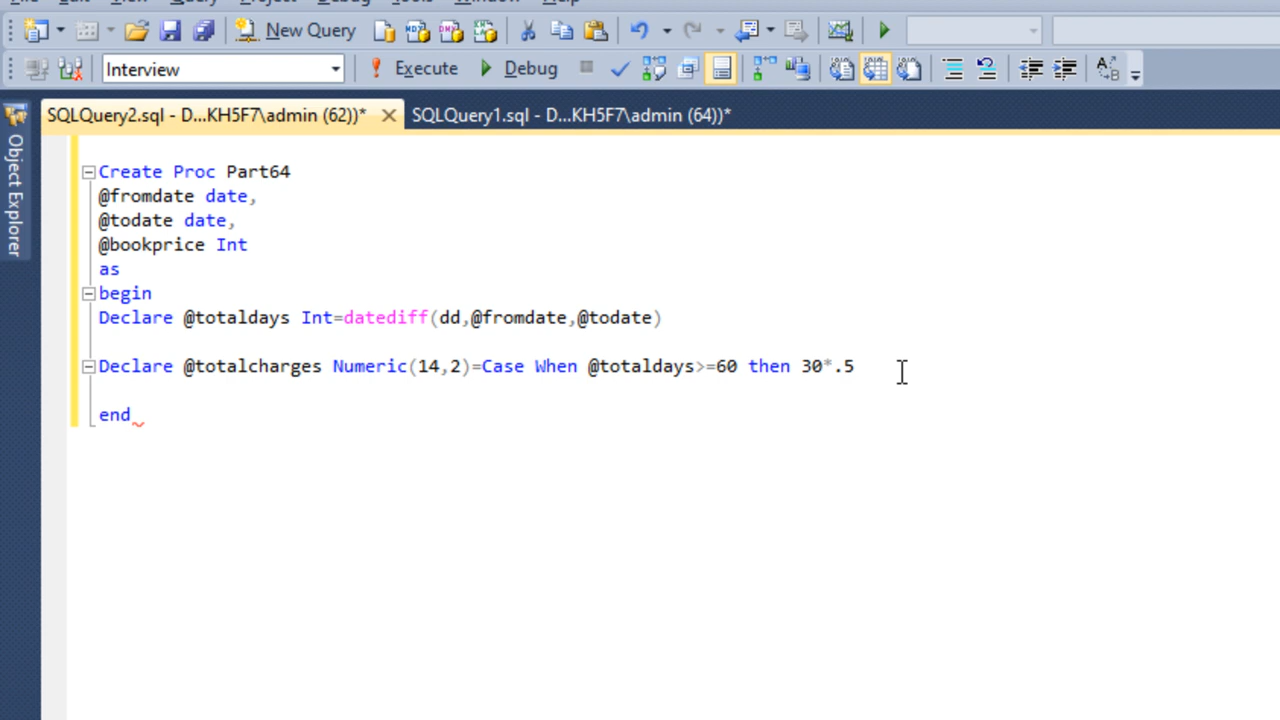 New Query
Interview
Execute
Debug
SQLQuery2.sql - D...KH5F7\admin (62))*
SQLQuery1.sql - D...KH5F7\admin (64))*
Object Explorer
Create Proc Part64
@fromdate date,
@todate date,
@bookprice Int
as
begin
Declare @totaldays Int=datediff(dd,@fromdate,@todate)
Declare @totalcharges Numeric(14,2)=Case When @totaldays>=60 then 30*.5
end